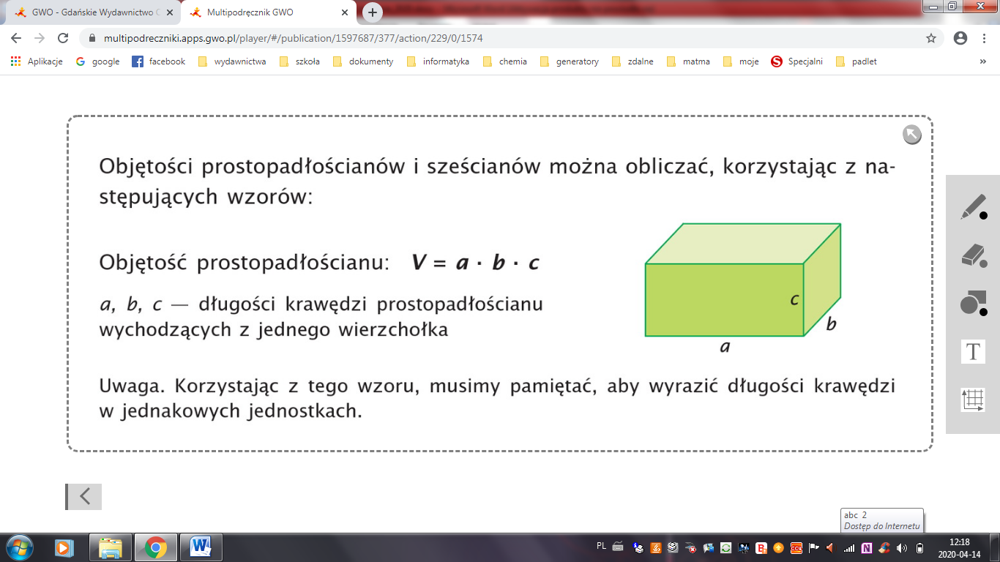 GWO - Gdańskie Wydawnictwo O
Multipodręcznik GWO
multipodreczniki.apps.gwo.pl/player/#/publication/1597687/377/action/229/0/1574
Aplikacje google facebook wydawnictwa szkoła dokumenty informatyka chemia generatory zdalne matma moje Specjalni padlet »
Objętości prostopadłościanów i sześcianów można obliczać, korzystając z na-
stępujących wzorów:
Objętość prostopadłościanu: V = a · b · c
a, b, c — długości krawędzi prostopadłościanu
wychodzących z jednego wierzchołka
c
b
a
Uwaga. Korzystając z tego wzoru, musimy pamiętać, aby wyrazić długości krawędzi
w jednakowych jednostkach.
T
abc 2
Dostęp do Internetu
PL
12:18
2020-04-14